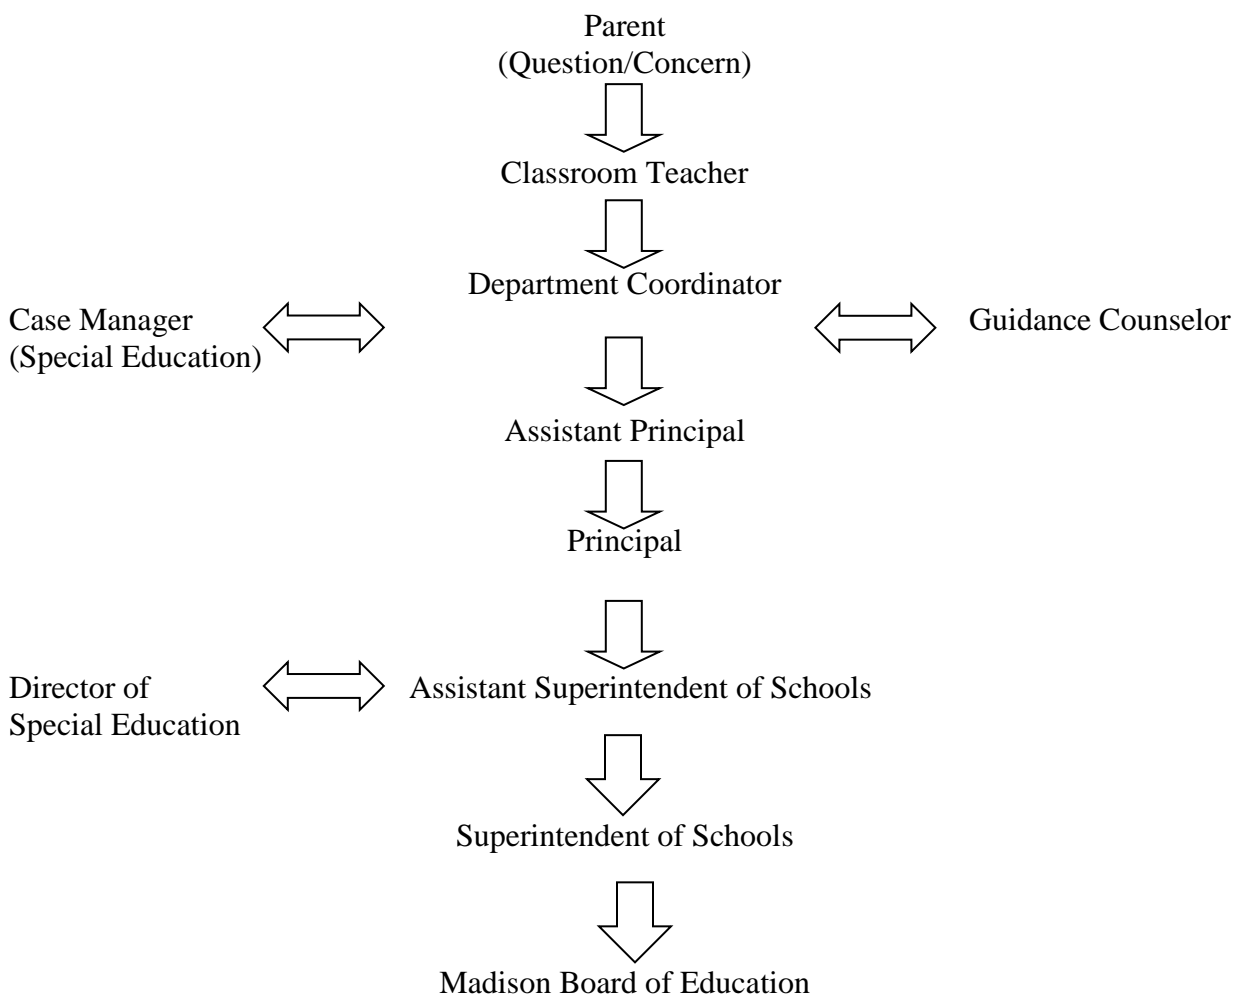 Parent
(Question/Concern)
Classroom Teacher
Department Coordinator
Case Manager
(Special Education)
Guidance Counselor
Assistant Principal
Principal
Director of
Special Education
Assistant Superintendent of Schools
Superintendent of Schools
Madison Board of Education